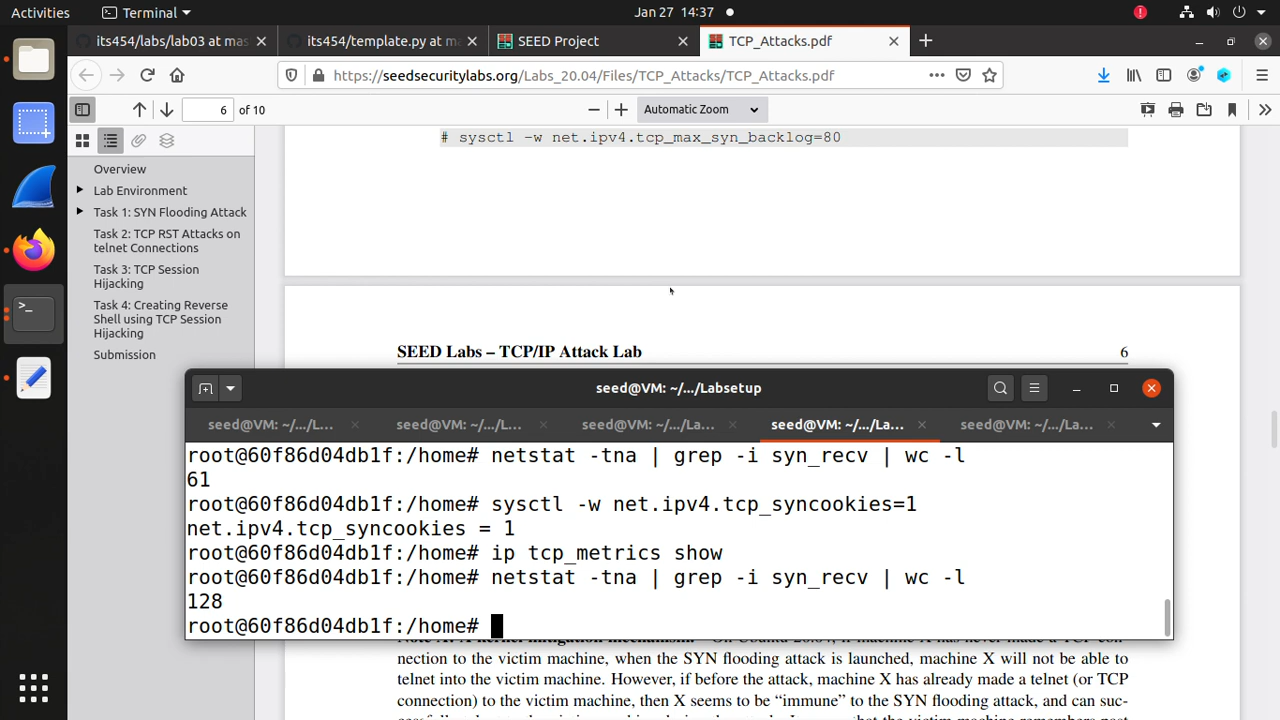 Activities
Terminal
Jan 27 14:37
its454/labs/lab03 at mas
its454/template.py at m
SEED Project
TCP_Attacks.pdf
https://seedsecuritylabs.org/Labs_20.04/Files/TCP_Attacks/TCP_Attacks.pdf
6
of 10
Automatic Zoom
Overview
Lab Environment
Task 1: SYN Flooding Attack
Task 2: TCP RST Attacks on
telnet Connections
Task 3: TCP Session
Hijacking
Task 4: Creating Reverse
Shell using TCP Session
Hijacking
Submission
# sysctl -w net.ipv4.tcp_max_syn_backlog=80
SEED Labs – TCP/IP Attack Lab
6
seed@VM: ~/.../Labsetup
seed@VM: ~/.../L...
seed@VM: ~/.../L...
seed@VM: ~/.../La...
seed@VM: ~/.../La...
seed@VM: ~/.../La...
root@60f86d04db1f:/home# netstat -tna | grep -i syn_recv | wc -l
61
root@60f86d04db1f:/home# sysctl -w net.ipv4.tcp_syncookies=1
net.ipv4.tcp_syncookies = 1
root@60f86d04db1f:/home# ip tcp_metrics show
root@60f86d04db1f:/home# netstat -tna | grep -i syn_recv | wc -l
128
root@60f86d04db1f:/home#
nection to the victim machine, when the SYN flooding attack is launched, machine X will not be able to
telnet into the victim machine. However, if before the attack, machine X has already made a telnet (or TCP
connection) to the victim machine, then X seems to be “immune” to the SYN flooding attack, and can suc-